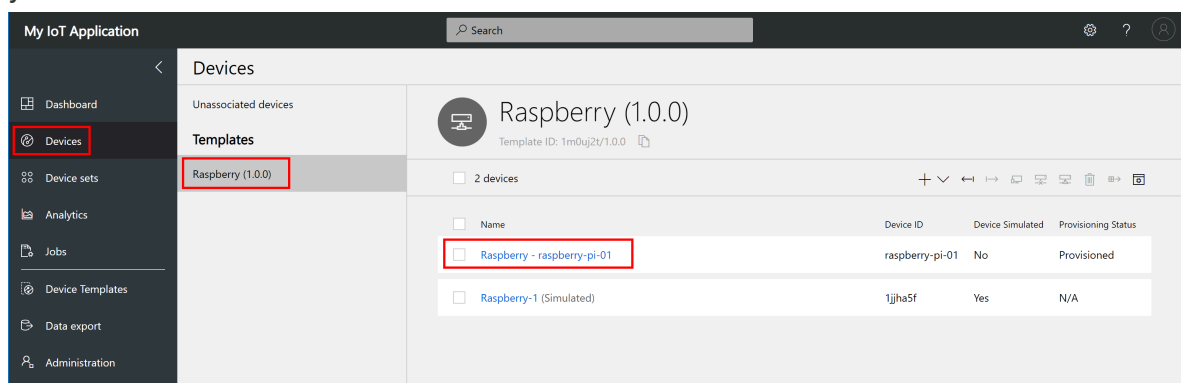 My IoT Application
Search
?
Devices
Dashboard
Devices
Device sets
Analytics
Jobs
Device Templates
Data export
Administration
Unassociated devices
Templates
Raspberry (1.0.0)
Raspberry (1.0.0)
Template ID: 1m0uj2t/1.0.0
2 devices
Name Device ID Device Simulated Provisioning Status
Raspberry - raspberry-pi-01 raspberry-pi-01 No Provisioned
Raspberry-1 (Simulated) 1jjha5f Yes N/A